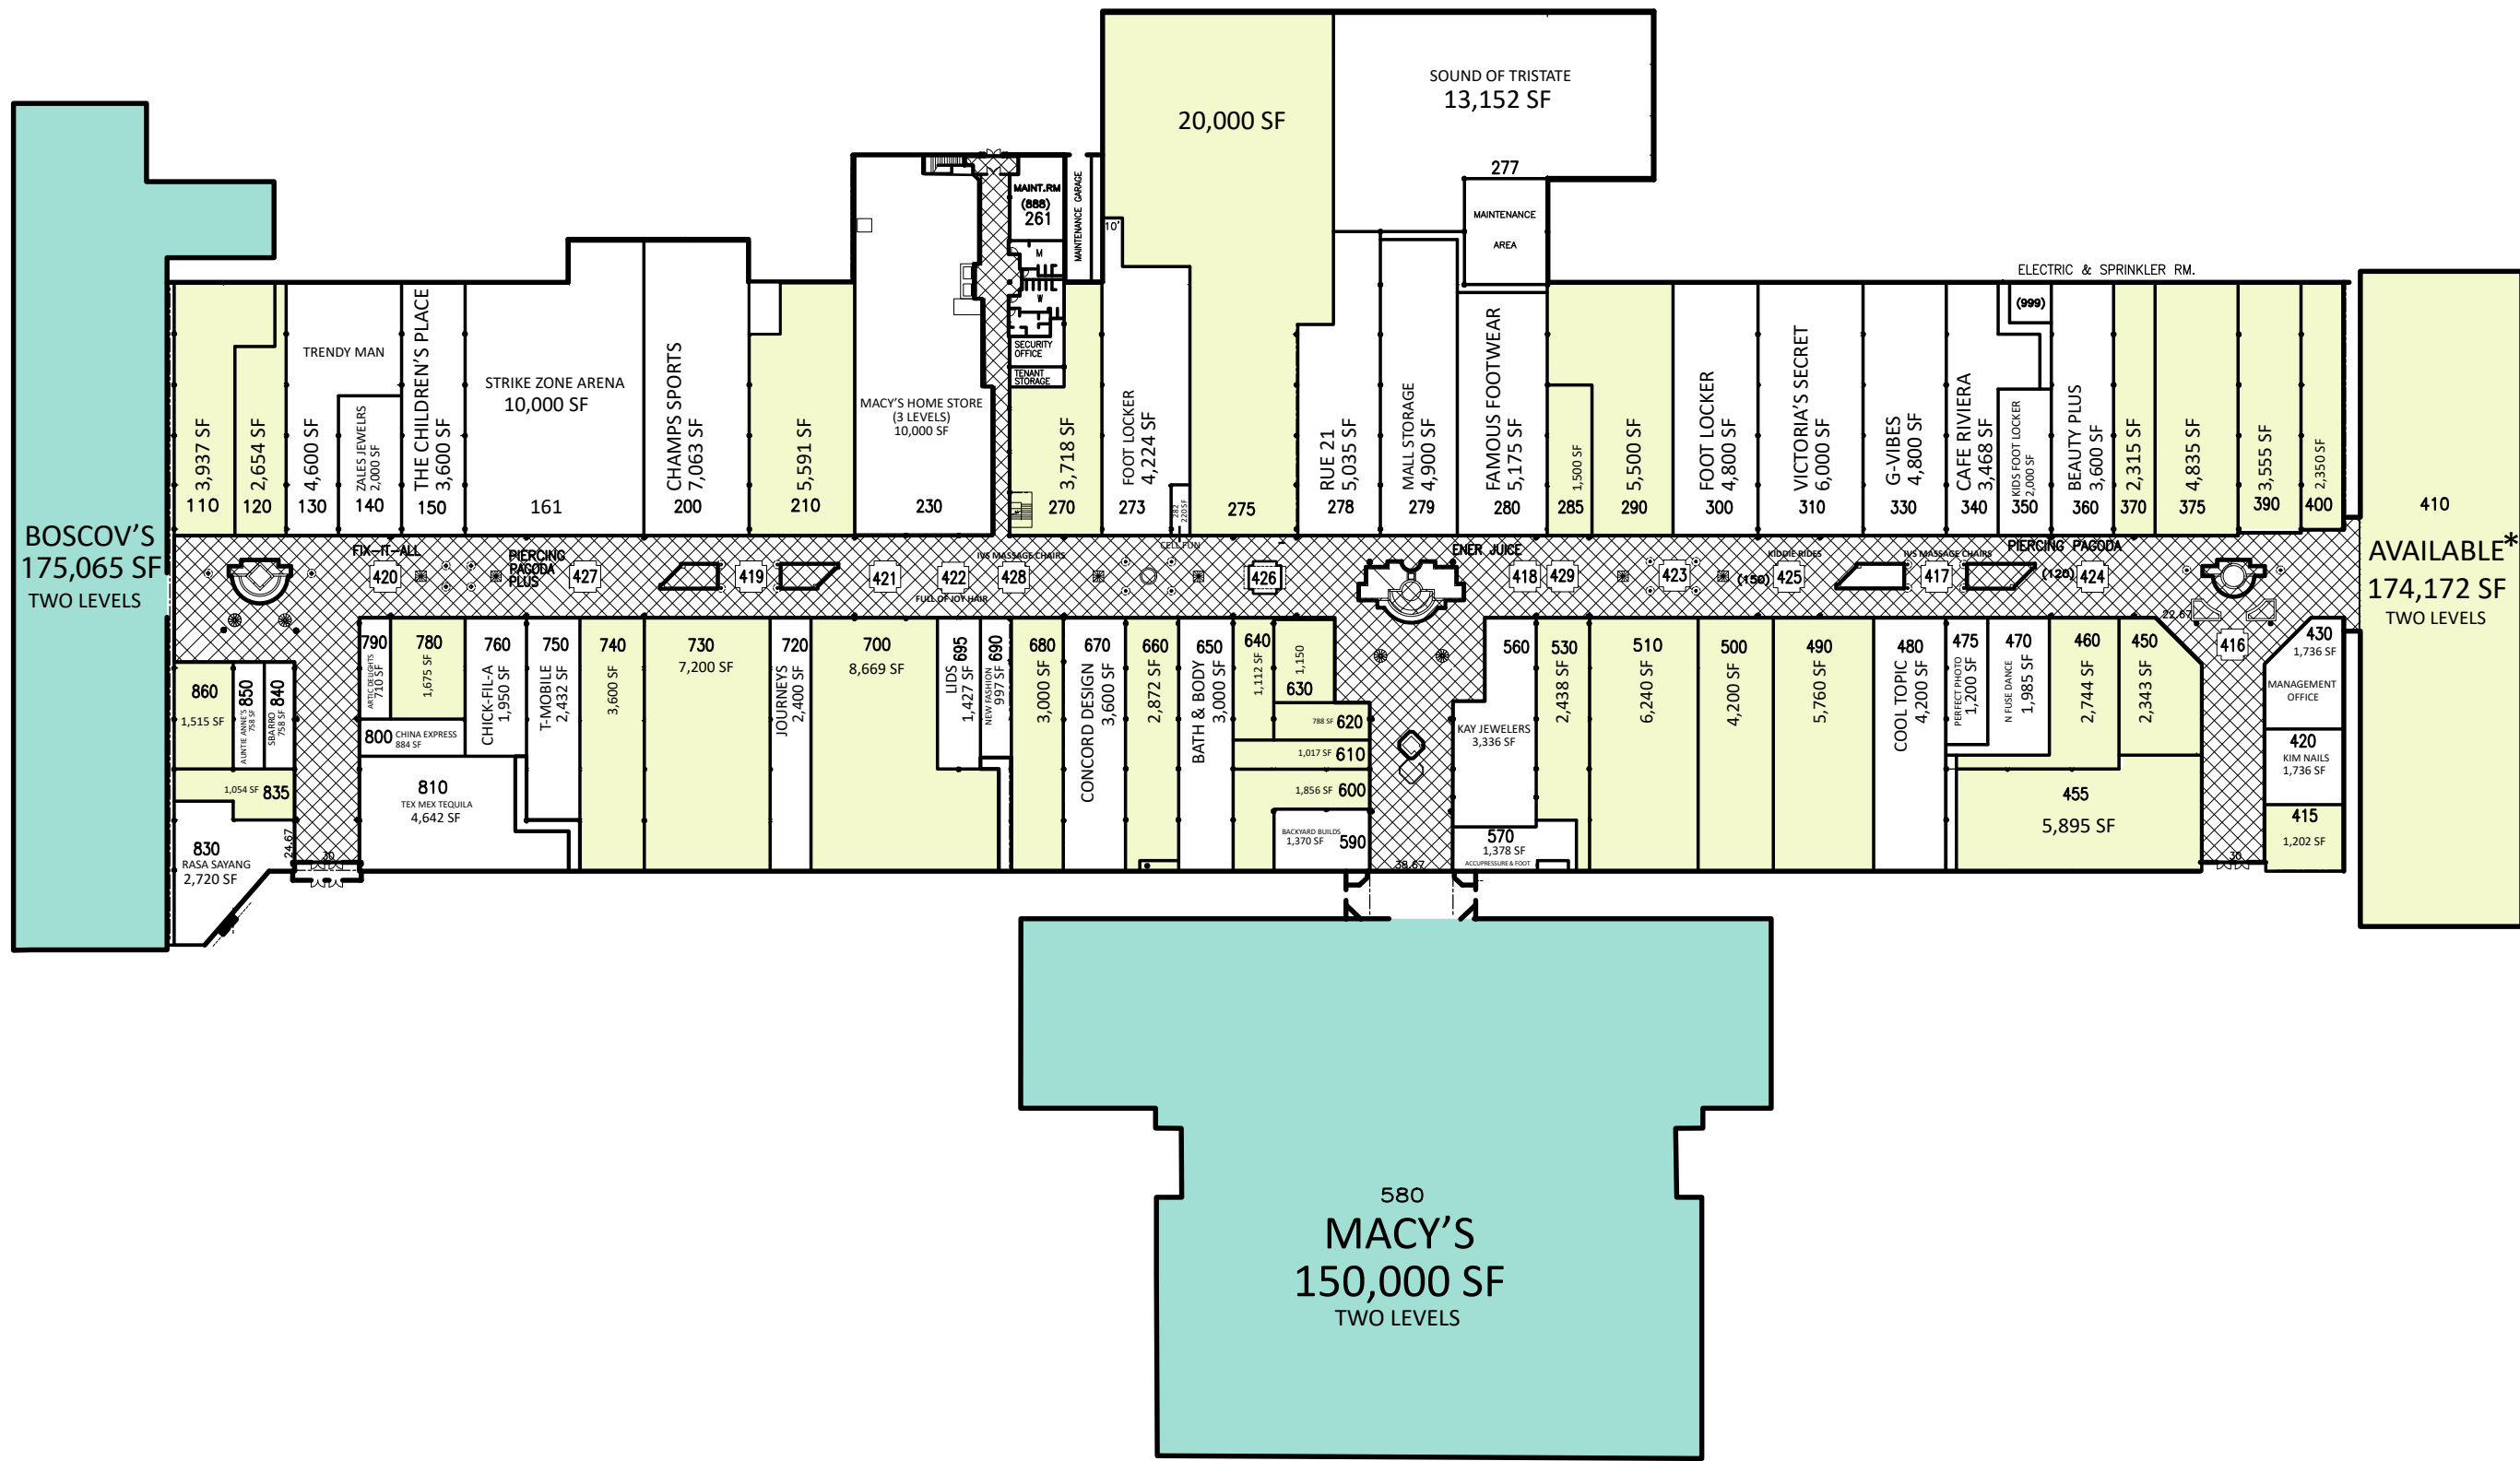 SOUND OF TRISTATE
13,152 SF
20,000 SF
277
MAINTENANCE
AREA
MAINT.RM
(888)
261
MAINTENANCE GARAGE
10'
M
W
SECURITY
OFFICE
TENANT
STORAGE
ELECTRIC & SPRINKLER RM.
(999)
BOSCOV'S
175,065 SF
TWO LEVELS
3,937 SF
110
2,654 SF
120
TRENDY MAN
4,600 SF
130
ZALES JEWELERS
2,000 SF
140
THE CHILDREN'S PLACE
3,600 SF
150
STRIKE ZONE ARENA
10,000 SF
161
CHAMPS SPORTS
7,063 SF
200
5,591 SF
210
MACY'S HOME STORE
(3 LEVELS)
10,000 SF
230
3,718 SF
270
FOOT LOCKER
4,224 SF
273
282
220 SF
275
RUE 21
5,035 SF
278
MALL STORAGE
4,900 SF
279
FAMOUS FOOTWEAR
5,175 SF
280
1,500 SF
285
5,500 SF
290
FOOT LOCKER
4,800 SF
300
VICTORIA'S SECRET
6,000 SF
310
G-VIBES
4,800 SF
330
CAFE RIVIERA
3,468 SF
340
KIDS FOOT LOCKER
2,000 SF
350
BEAUTY PLUS
3,600 SF
360
2,315 SF
370
4,835 SF
375
3,555 SF
390
2,350 SF
400
410
AVAILABLE*
174,172 SF
TWO LEVELS
FIX-IT-ALL
420
PIERCING
PAGODA
PLUS
427
419
421
422
FULL OF JOY HAIR
IVS MASSAGE CHAIRS
428
CELL FUN
426
ENER JUICE
418
429
423
(150)
KIDDIE RIDES
425
IVS MASSAGE CHAIRS
417
PIERCING PAGODA
(120)
424
22.67
416
860
1,515 SF
AUNTIE ANNE'S
758 SF
850
SBARRO
758 SF
840
1,054 SF 835
830
RASA SAYANG
2,720 SF
24.67
30
790
ARTIC DELIGHTS
710 SF
780
1,675 SF
800 CHINA EXPRESS
884 SF
760
CHICK-FIL-A
1,950 SF
810
TEX MEX TEQUILA
4,642 SF
750
T-MOBILE
2,432 SF
740
3,600 SF
730
7,200 SF
720
JOURNEYS
2,400 SF
700
8,669 SF
LIDS
1,427 SF
695
NEW FASHION
997 SF
690
680
3,000 SF
670
CONCORD DESIGN
3,600 SF
660
2,872 SF
650
BATH & BODY
3,000 SF
640
1,112 SF
1,150
630
788 SF 620
1,017 SF 610
1,856 SF 600
BACKYARD BUILDS
1,370 SF 590
38.67
560
KAY JEWELERS
3,336 SF
570
1,378 SF
ACCUPRESSURE & FOOT
530
2,438 SF
510
6,240 SF
500
4,200 SF
490
5,760 SF
480
COOL TOPIC
4,200 SF
475
PERFECT PHOTO
1,200 SF
470
N FUSE DANCE
1,985 SF
460
2,744 SF
450
2,343 SF
455
5,895 SF
30
430
1,736 SF
MANAGEMENT
OFFICE
420
KIM NAILS
1,736 SF
415
1,202 SF
580
MACY'S
150,000 SF
TWO LEVELS